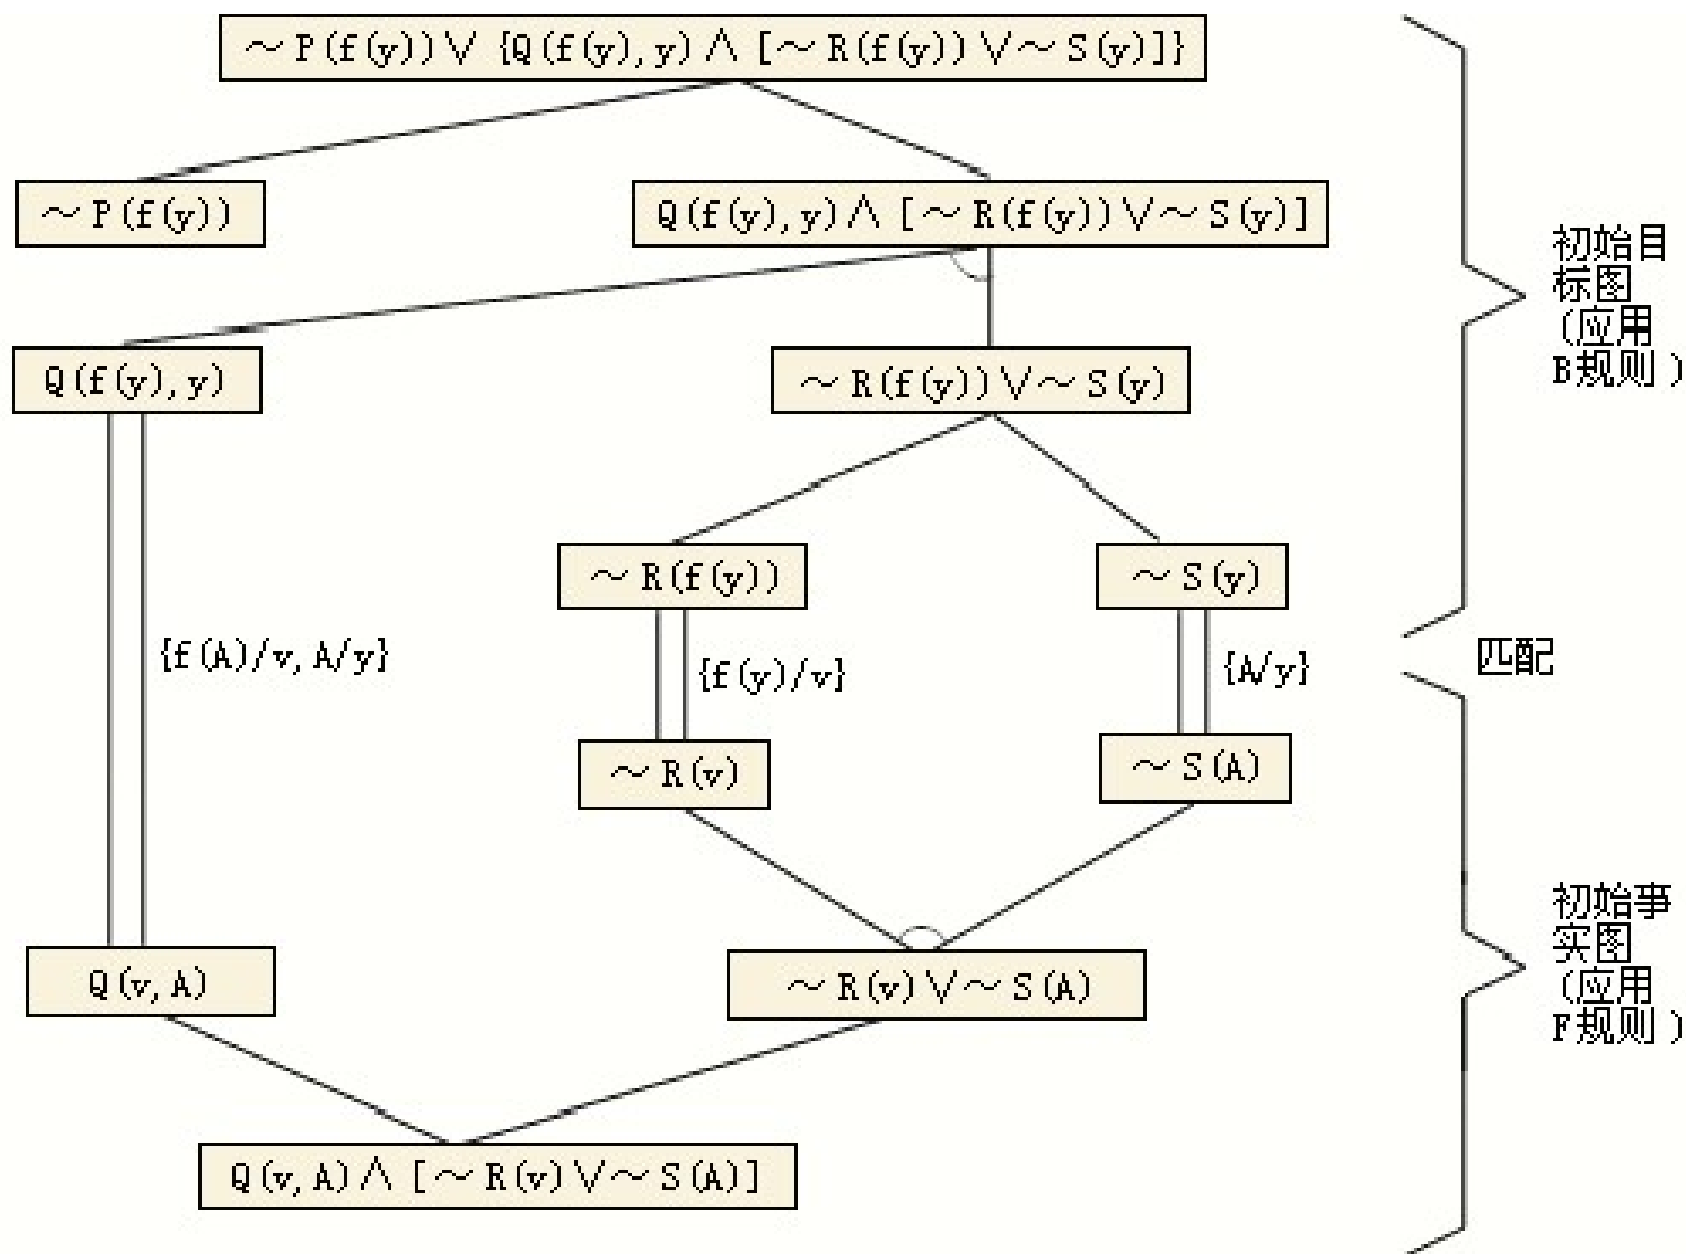 ～P(f(y))∨{Q(f(y),y)∧[～R(f(y))∨～S(y)]}
～P(f(y))
Q(f(y),y)∧[～R(f(y))∨～S(y)]
初始目
标图
（应用
B规则）
Q(f(y),y)
～R(f(y))∨～S(y)
～R(f(y))
～S(y)
{f(A)/v,A/y}
{f(y)/v}
{A/y}
匹配
～R(v)
～S(A)
初始事
实图
（应用
F规则）
Q(v,A)
～R(v)∨～S(A)
Q(v,A)∧[～R(v)∨～S(A)]